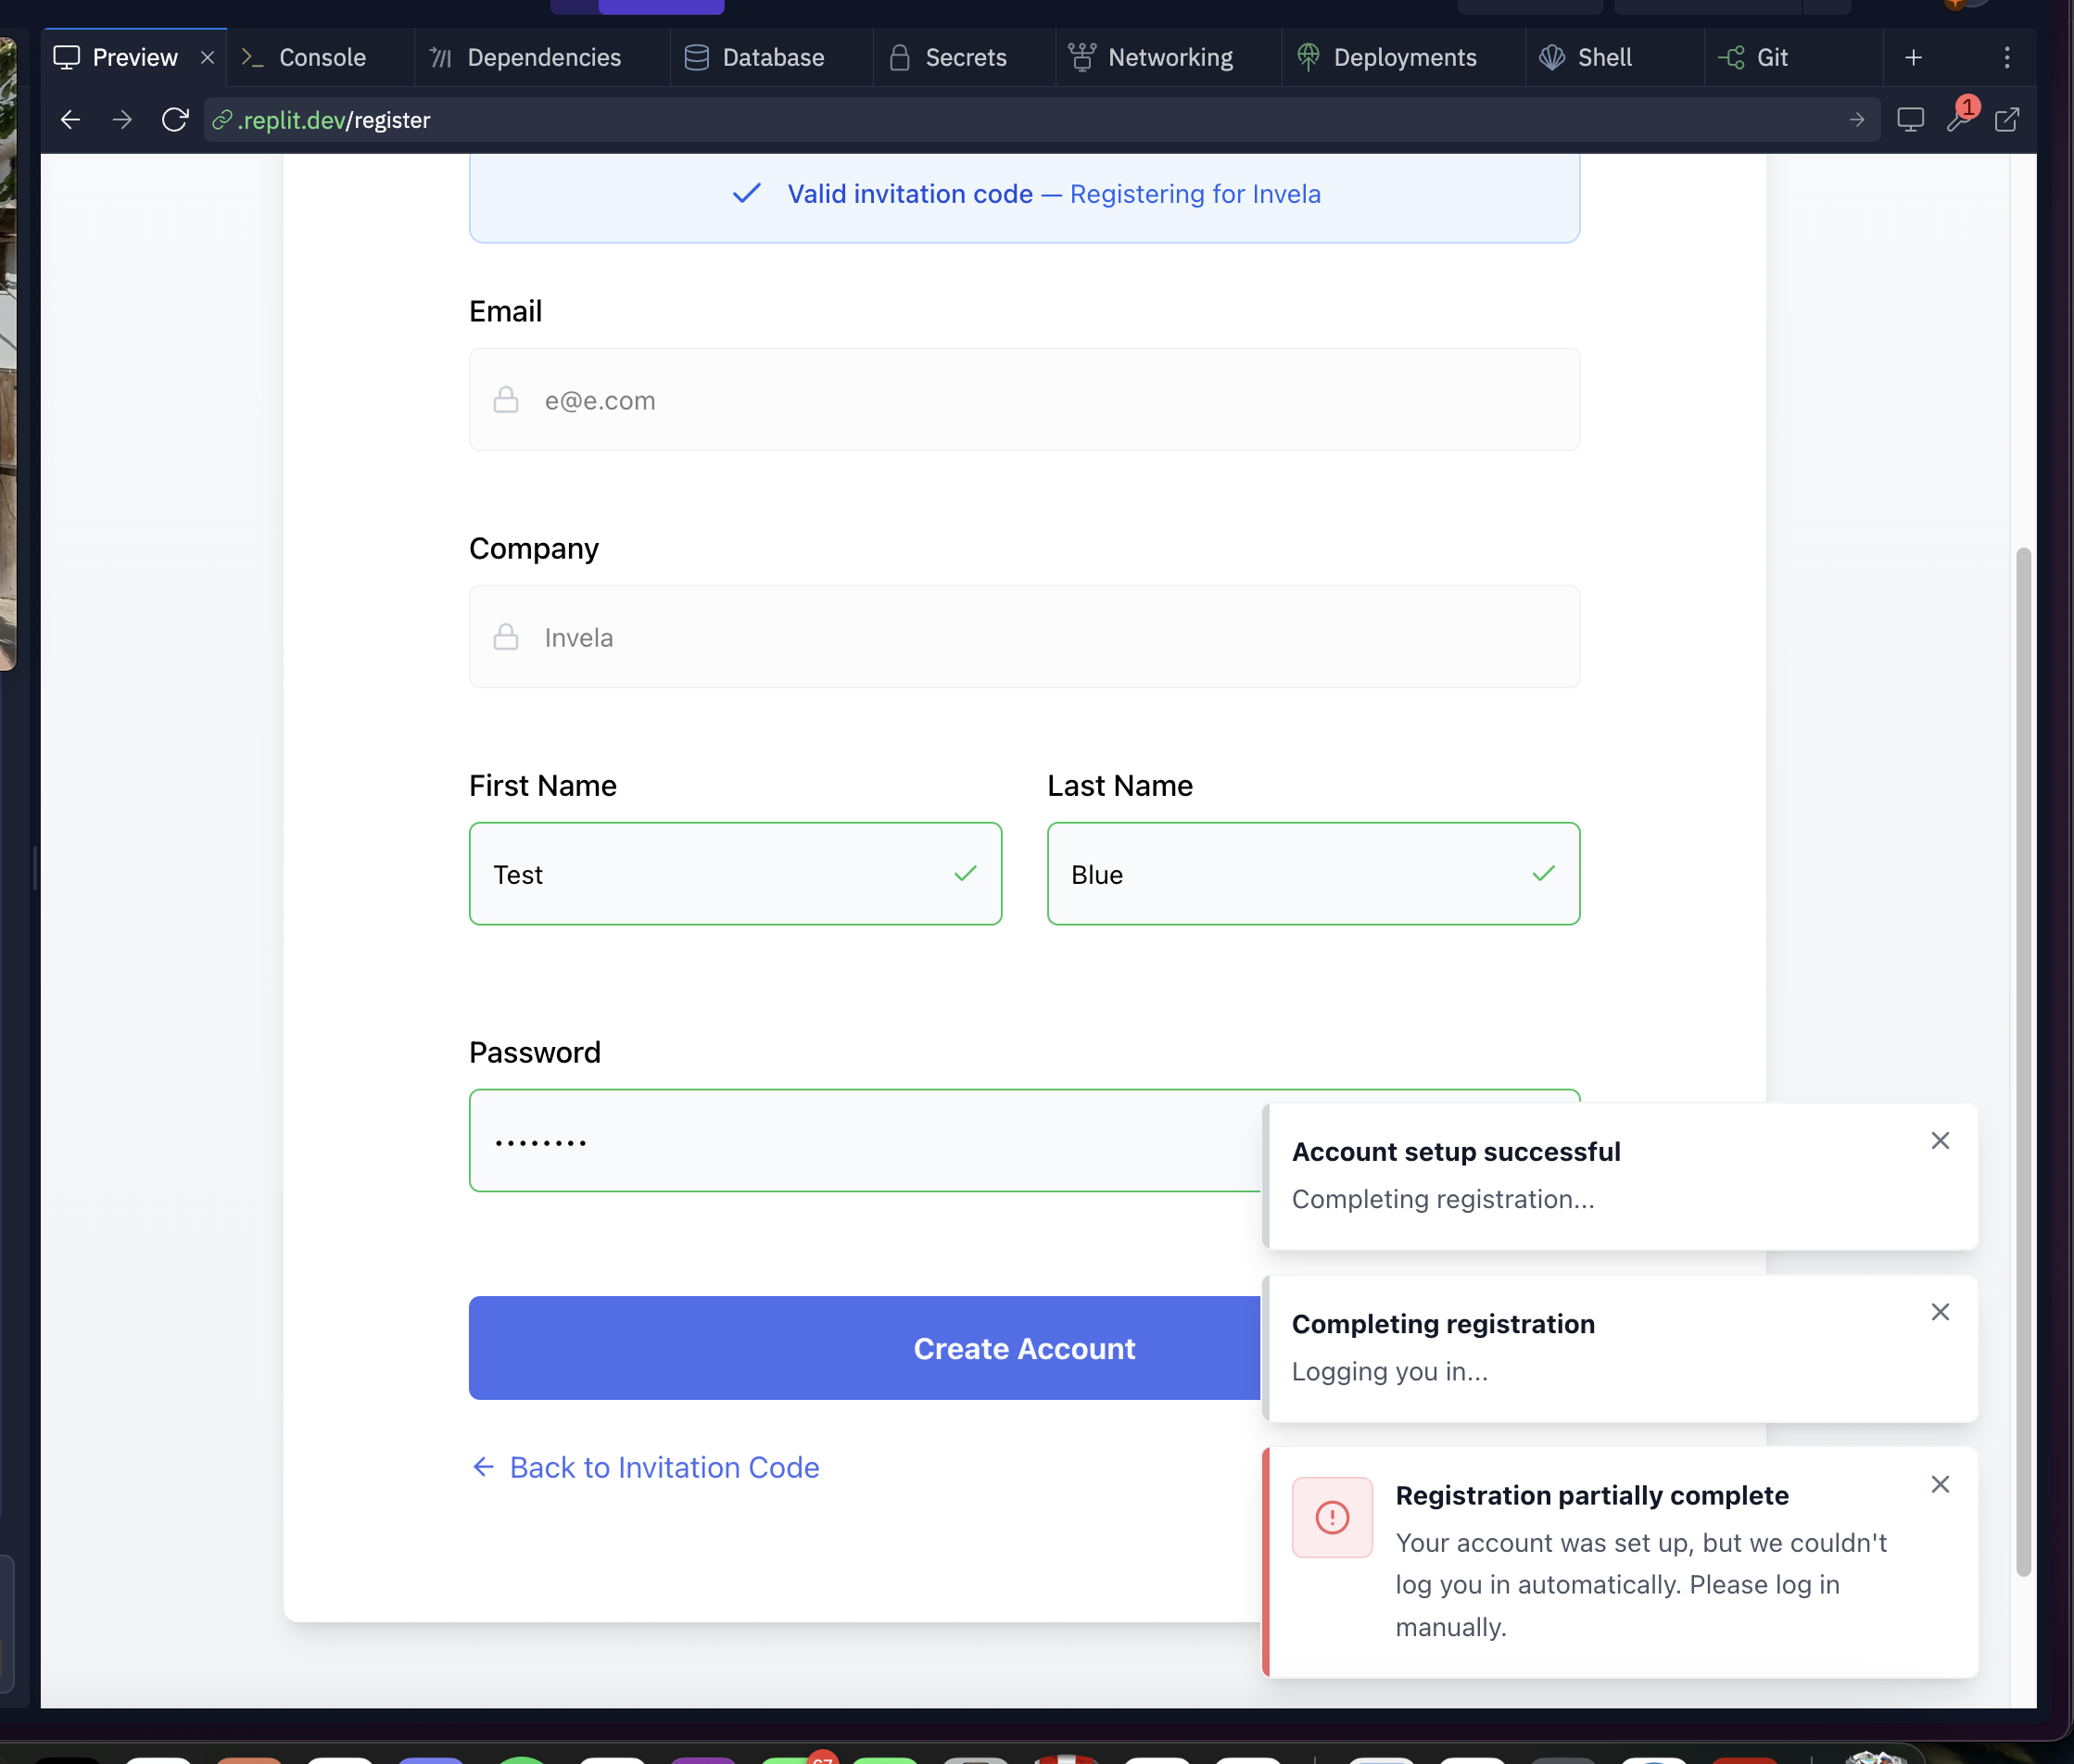 Preview
Console
Dependencies
Database
Secrets
Networking
Deployments
Shell
Git
.replit.dev/register
1
Valid invitation code — Registering for Invela
Email
e@e.com
Company
Invela
First Name
Last Name
Test
Blue
Password
••••••••
Account setup successful
Completing registration...
Completing registration
Logging you in...
Create Account
Back to Invitation Code
Registration partially complete
Your account was set up, but we couldn't
log you in automatically. Please log in
manually.